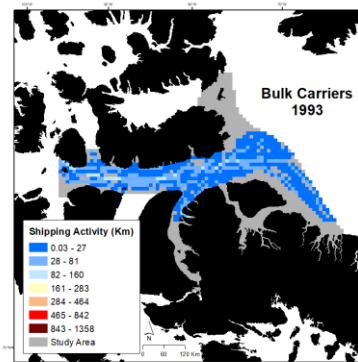 Bulk Carriers
1993
Shipping Activity (Km)
0.03 - 27
28 - 81
82 - 160
161 - 283
284 - 464
465 - 842
843 - 1358
Study Area
N
0 60 120 Km